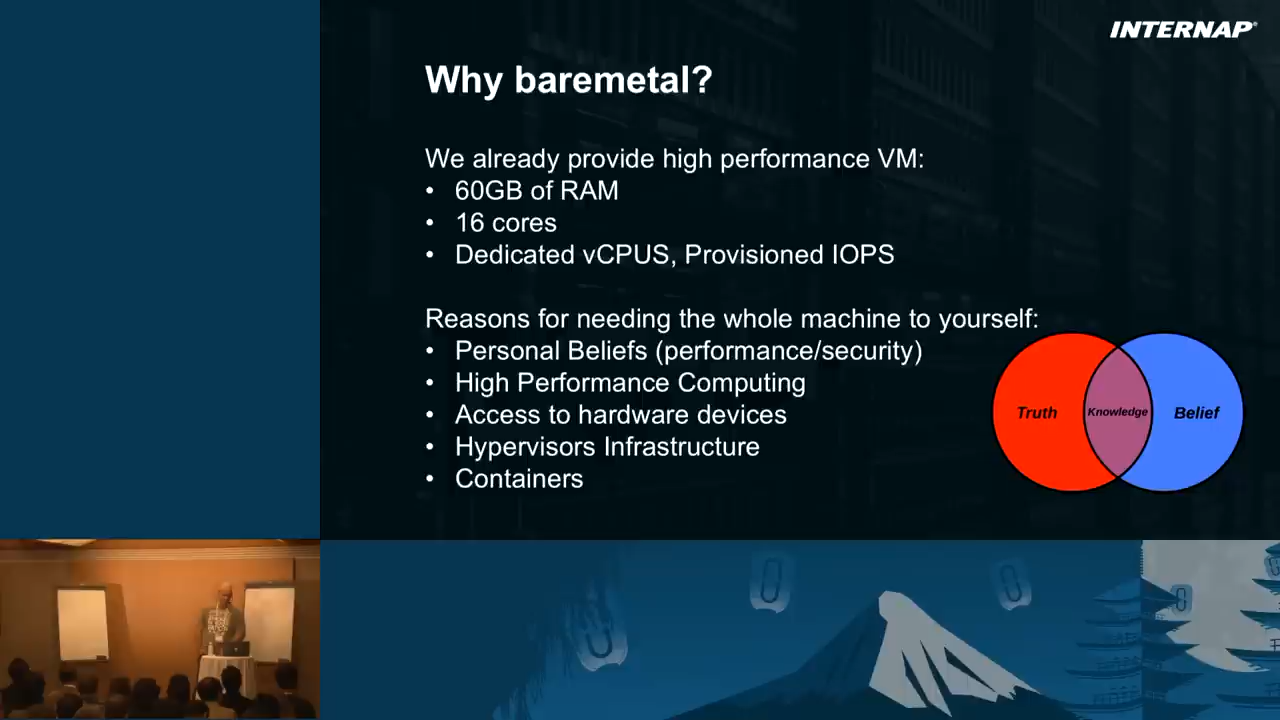 INTERNAP
Why baremetal?
We already provide high performance VM:
• 60GB of RAM
• 16 cores
• Dedicated vCPUS, Provisioned IOPS
Reasons for needing the whole machine to yourself:
• Personal Beliefs (performance/security)
• High Performance Computing
• Access to hardware devices
• Hypervisors Infrastructure
• Containers
Truth
Knowledge
Belief